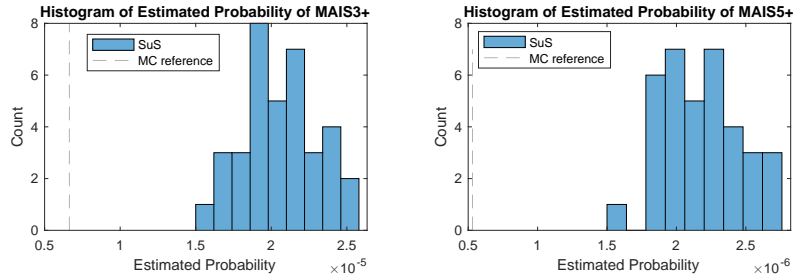 Histogram of Estimated Probability of MAIS3+
8
6
4
2
0
Count
SuS
MC reference
0.5 1 1.5 2 2.5
Estimated Probability
×10-5
Histogram of Estimated Probability of MAIS5+
8
6
4
2
0
Count
SuS
MC reference
0.5 1 1.5 2 2.5
Estimated Probability
×10-6